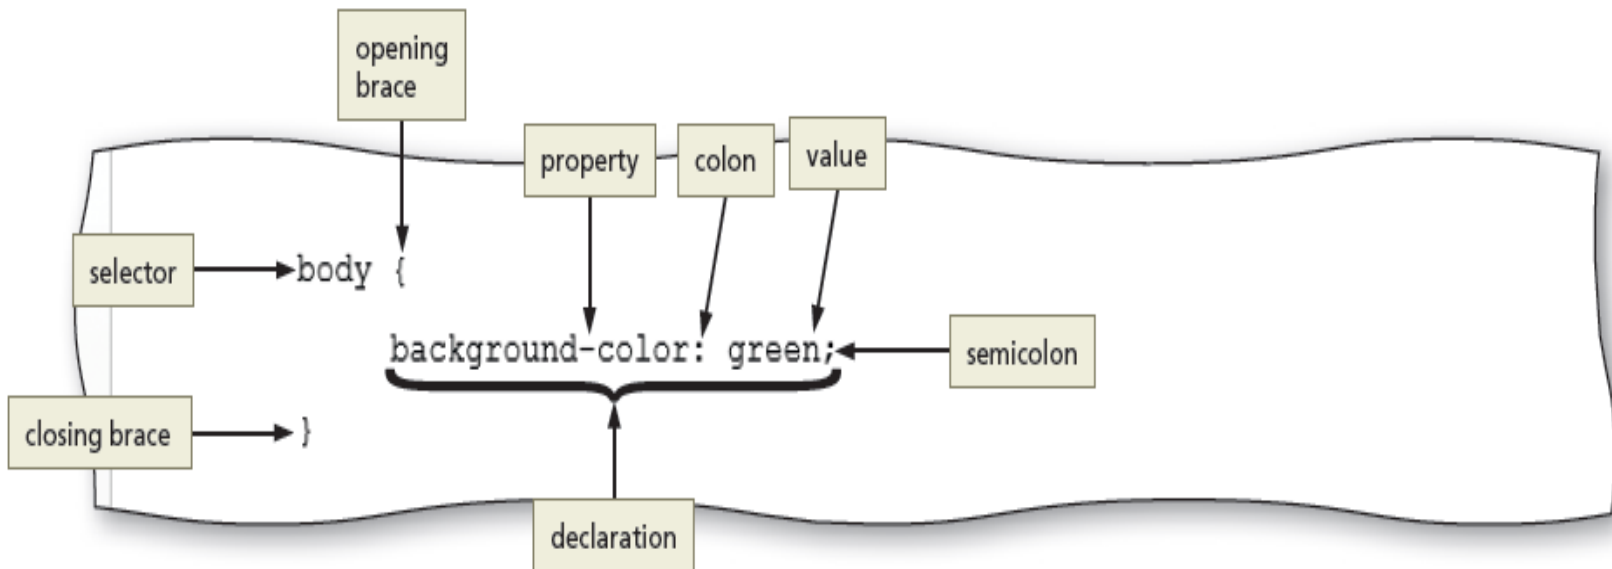 opening
brace
property
colon
value
selector
body {
background-color: green;
semicolon
closing brace
}
declaration